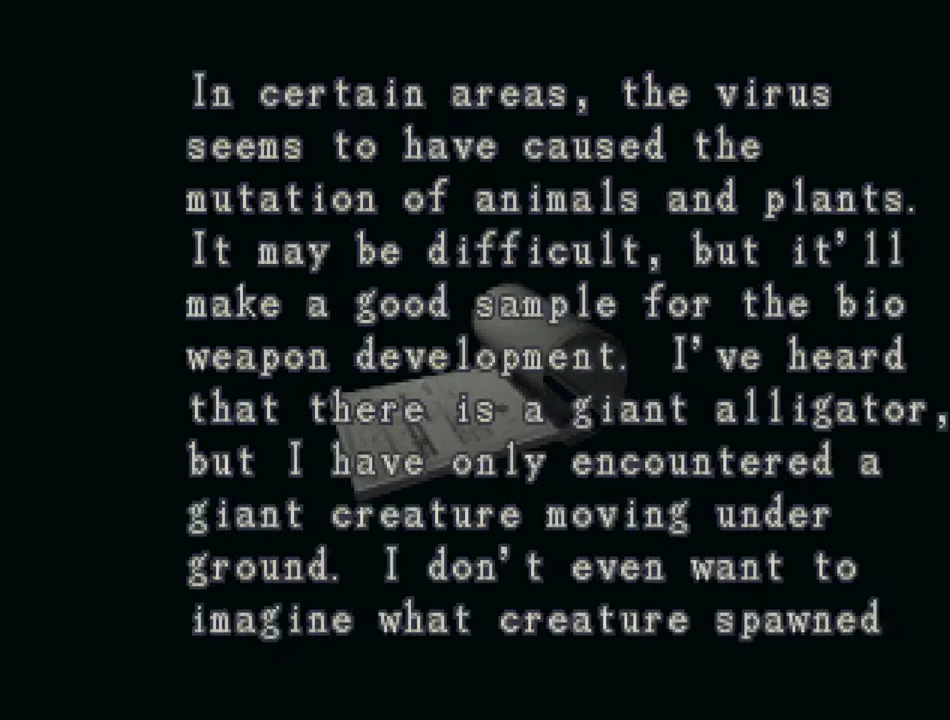 In certain areas, the virus
seems to have caused the
mutation of animals and plants.
It may be difficult, but it'll
make a good sample for the bio
weapon development. I've heard
that there is a giant alligator,
but I have only encountered a
giant creature moving under
ground. I don't even want to
imagine what creature spawned